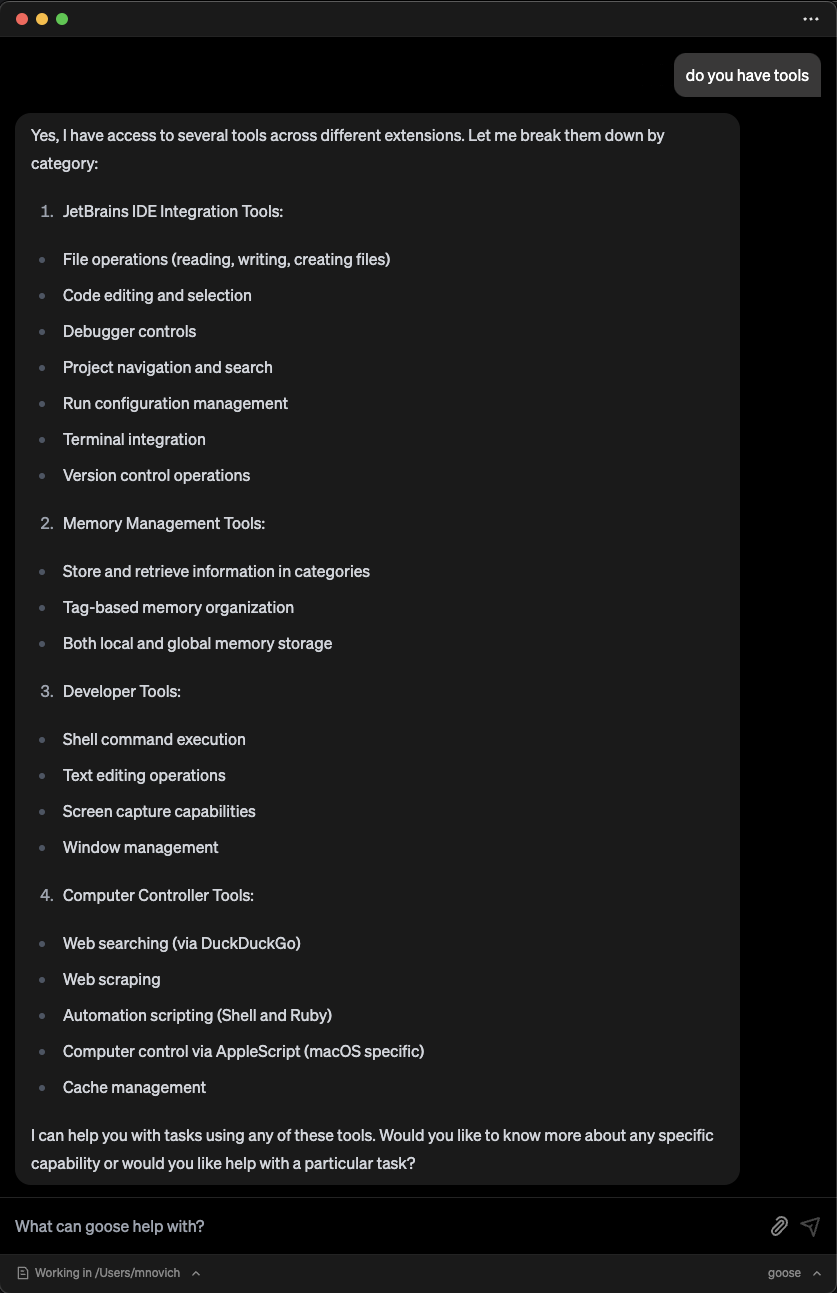 do you have tools
Yes, I have access to several tools across different extensions. Let me break them down by
category:
1. JetBrains IDE Integration Tools:
File operations (reading, writing, creating files)
Code editing and selection
Debugger controls
Project navigation and search
Run configuration management
Terminal integration
Version control operations
2. Memory Management Tools:
Store and retrieve information in categories
Tag-based memory organization
Both local and global memory storage
3. Developer Tools:
Shell command execution
Text editing operations
Screen capture capabilities
Window management
4. Computer Controller Tools:
Web searching (via DuckDuckGo)
Web scraping
Automation scripting (Shell and Ruby)
Computer control via AppleScript (macOS specific)
Cache management
I can help you with tasks using any of these tools. Would you like to know more about any specific
capability or would you like help with a particular task?
What can goose help with?
Working in /Users/mnovich
goose